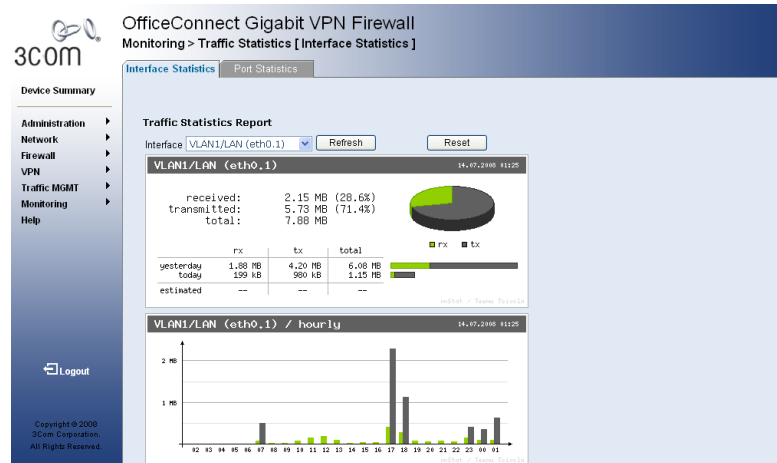 3COM
OfficeConnect Gigabit VPN Firewall
Monitoring > Traffic Statistics [ Interface Statistics ]
Interface Statistics Port Statistics
Device Summary
Administration
Network
Firewall
VPN
Traffic MGMT
Monitoring
Help
Logout
Copyright © 2008
3Com Corporation.
All Rights Reserved.
Traffic Statistics Report
Interface VLAN1/LAN (eth0.1) Refresh Reset
VLAN1/LAN (eth0.1) 14.07.2008 01:25
received: 2.15 MB (28.6%)
transmitted: 5.73 MB (71.4%)
total: 7.88 MB
rx tx
rx tx total
yesterday 1.88 MB 4.20 MB 6.08 MB
today 199 kB 980 kB 1.15 MB
estimated -- -- --
vnStat / Teemu Toivola
VLAN1/LAN (eth0.1) / hourly 14.07.2008 01:25
2 MB
1 MB
02 03 04 05 06 07 08 09 10 11 12 13 14 15 16 17 18 19 20 21 22 23 00 01
vnStat / Teemu Toivola